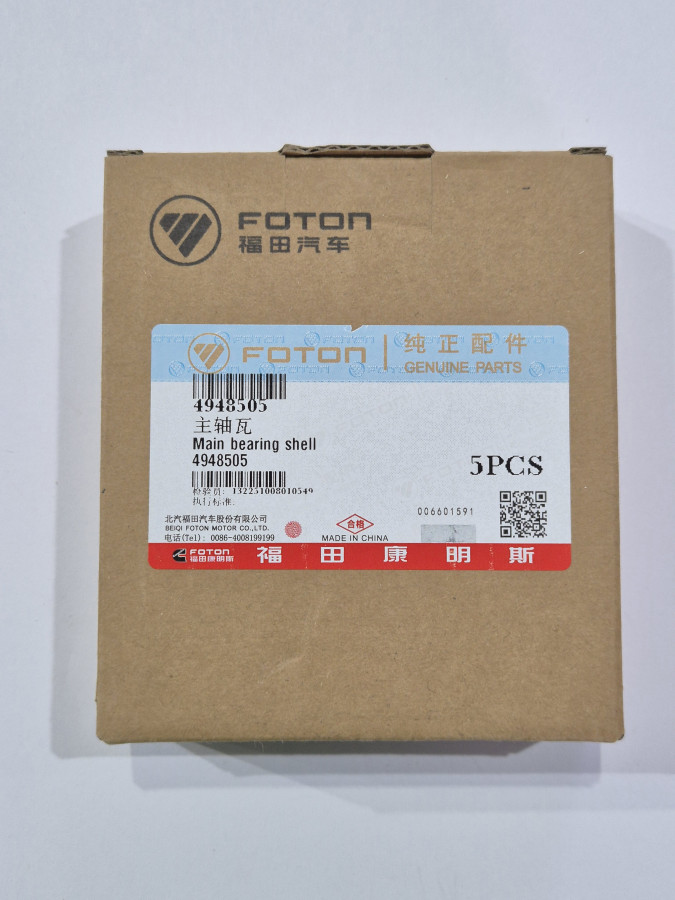 FOTON
福田汽车
FOTON
纯正配件
GENUINE PARTS
4948505
主轴瓦
Main bearing shell
4948505
5PCS
检验员: 132251008010549
执行标准:
006601591
北汽福田汽车股份有限公司
BEIQI FOTON MOTOR CO.,LTD.
电话(Tel): 0086-4008199199
合格
MADE IN CHINA
FOTON
福田康明斯
福田康明斯